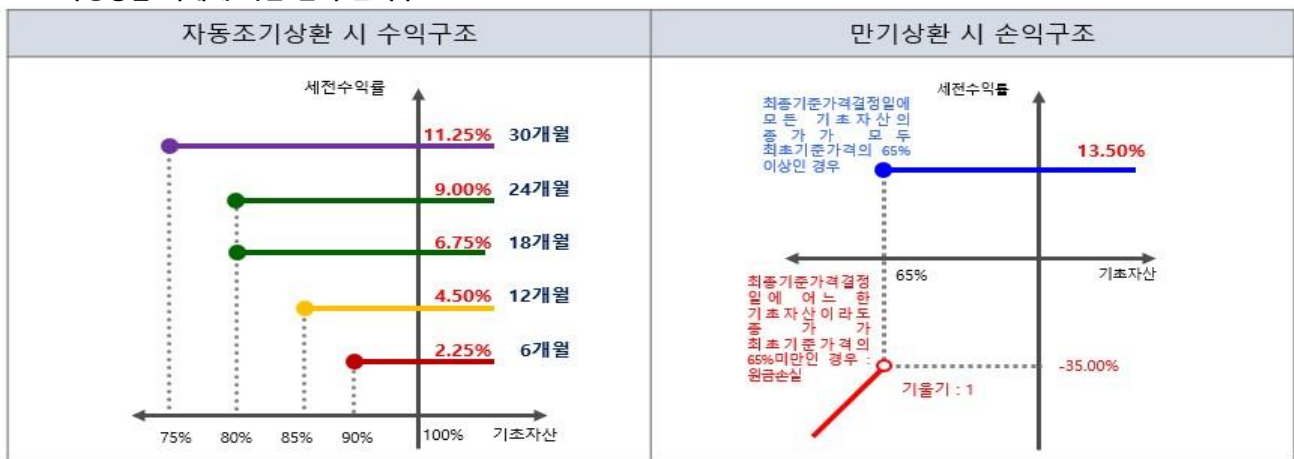 자동조기상환 시 수익구조
세전수익률
11.25% 30개월
9.00% 24개월
6.75% 18개월
4.50% 12개월
2.25% 6개월
75% 80% 85% 90% 100% 기초자산
만기상환 시 손익구조
최종기준가격결정일에
모든 기초자산의
종가가 모두
최초기준가격의 65%
이상인 경우
세전수익률
13.50%
65%
기초자산
최종기준가격결정
일에 어느 한
기초자산이라도
종가가
최초기준가격의
65%미만인 경우 :
원금손실
-35.00%
기울기 : 1